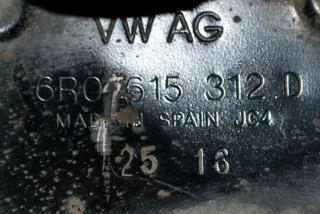 VW AG
6R0 615 312 D
MADE IN SPAIN JC4
25 16